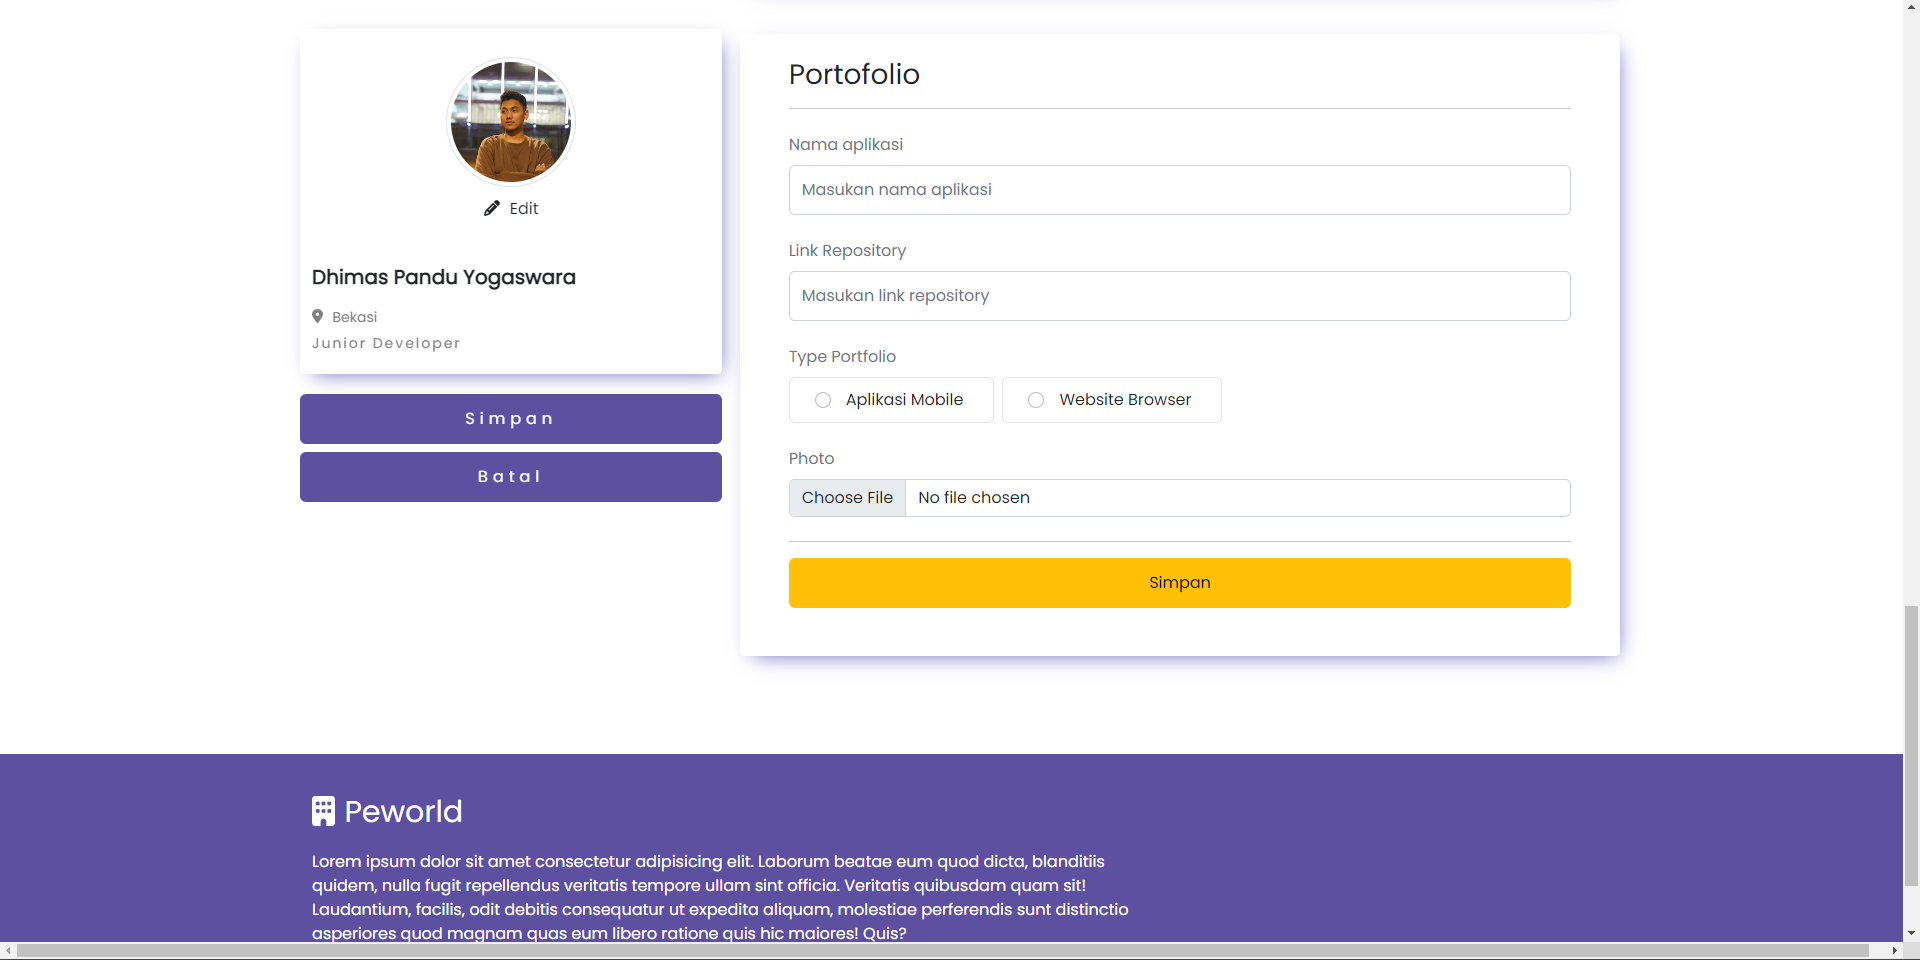 Edit
Dhimas Pandu Yogaswara
Bekasi
Junior Developer
Simpan
Batal
Portofolio
Nama aplikasi
Masukan nama aplikasi
Link Repository
Masukan link repository
Type Portfolio
Aplikasi Mobile
Website Browser
Photo
Choose File
No file chosen
Simpan
Peworld
Lorem ipsum dolor sit amet consectetur adipisicing elit. Laborum beatae eum quod dicta, blanditiis
quidem, nulla fugit repellendus veritatis tempore ullam sint officia. Veritatis quibusdam quam sit!
Laudantium, facilis, odit debitis consequatur ut expedita aliquam, molestiae perferendis sunt distinctio
asperiores quod magnam quas eum libero ratione quis hic maiores! Quis?